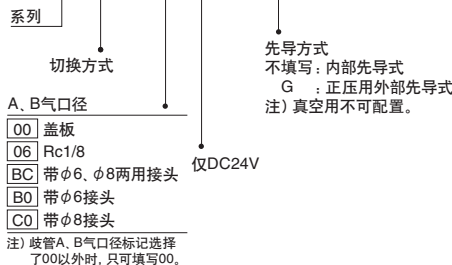 系列
切换方式
先导方式
不填写：内部先导式
G ：正压用外部先导式
注）真空用不可配置。
A、B气口径
00 盖板
06 Rc1/8
BC 带φ6、φ8两用接头
B0 带φ6接头
C0 带φ8接头
仅DC24V
注）歧管A、B气口径标记选择
了00以外时，只可填写00。